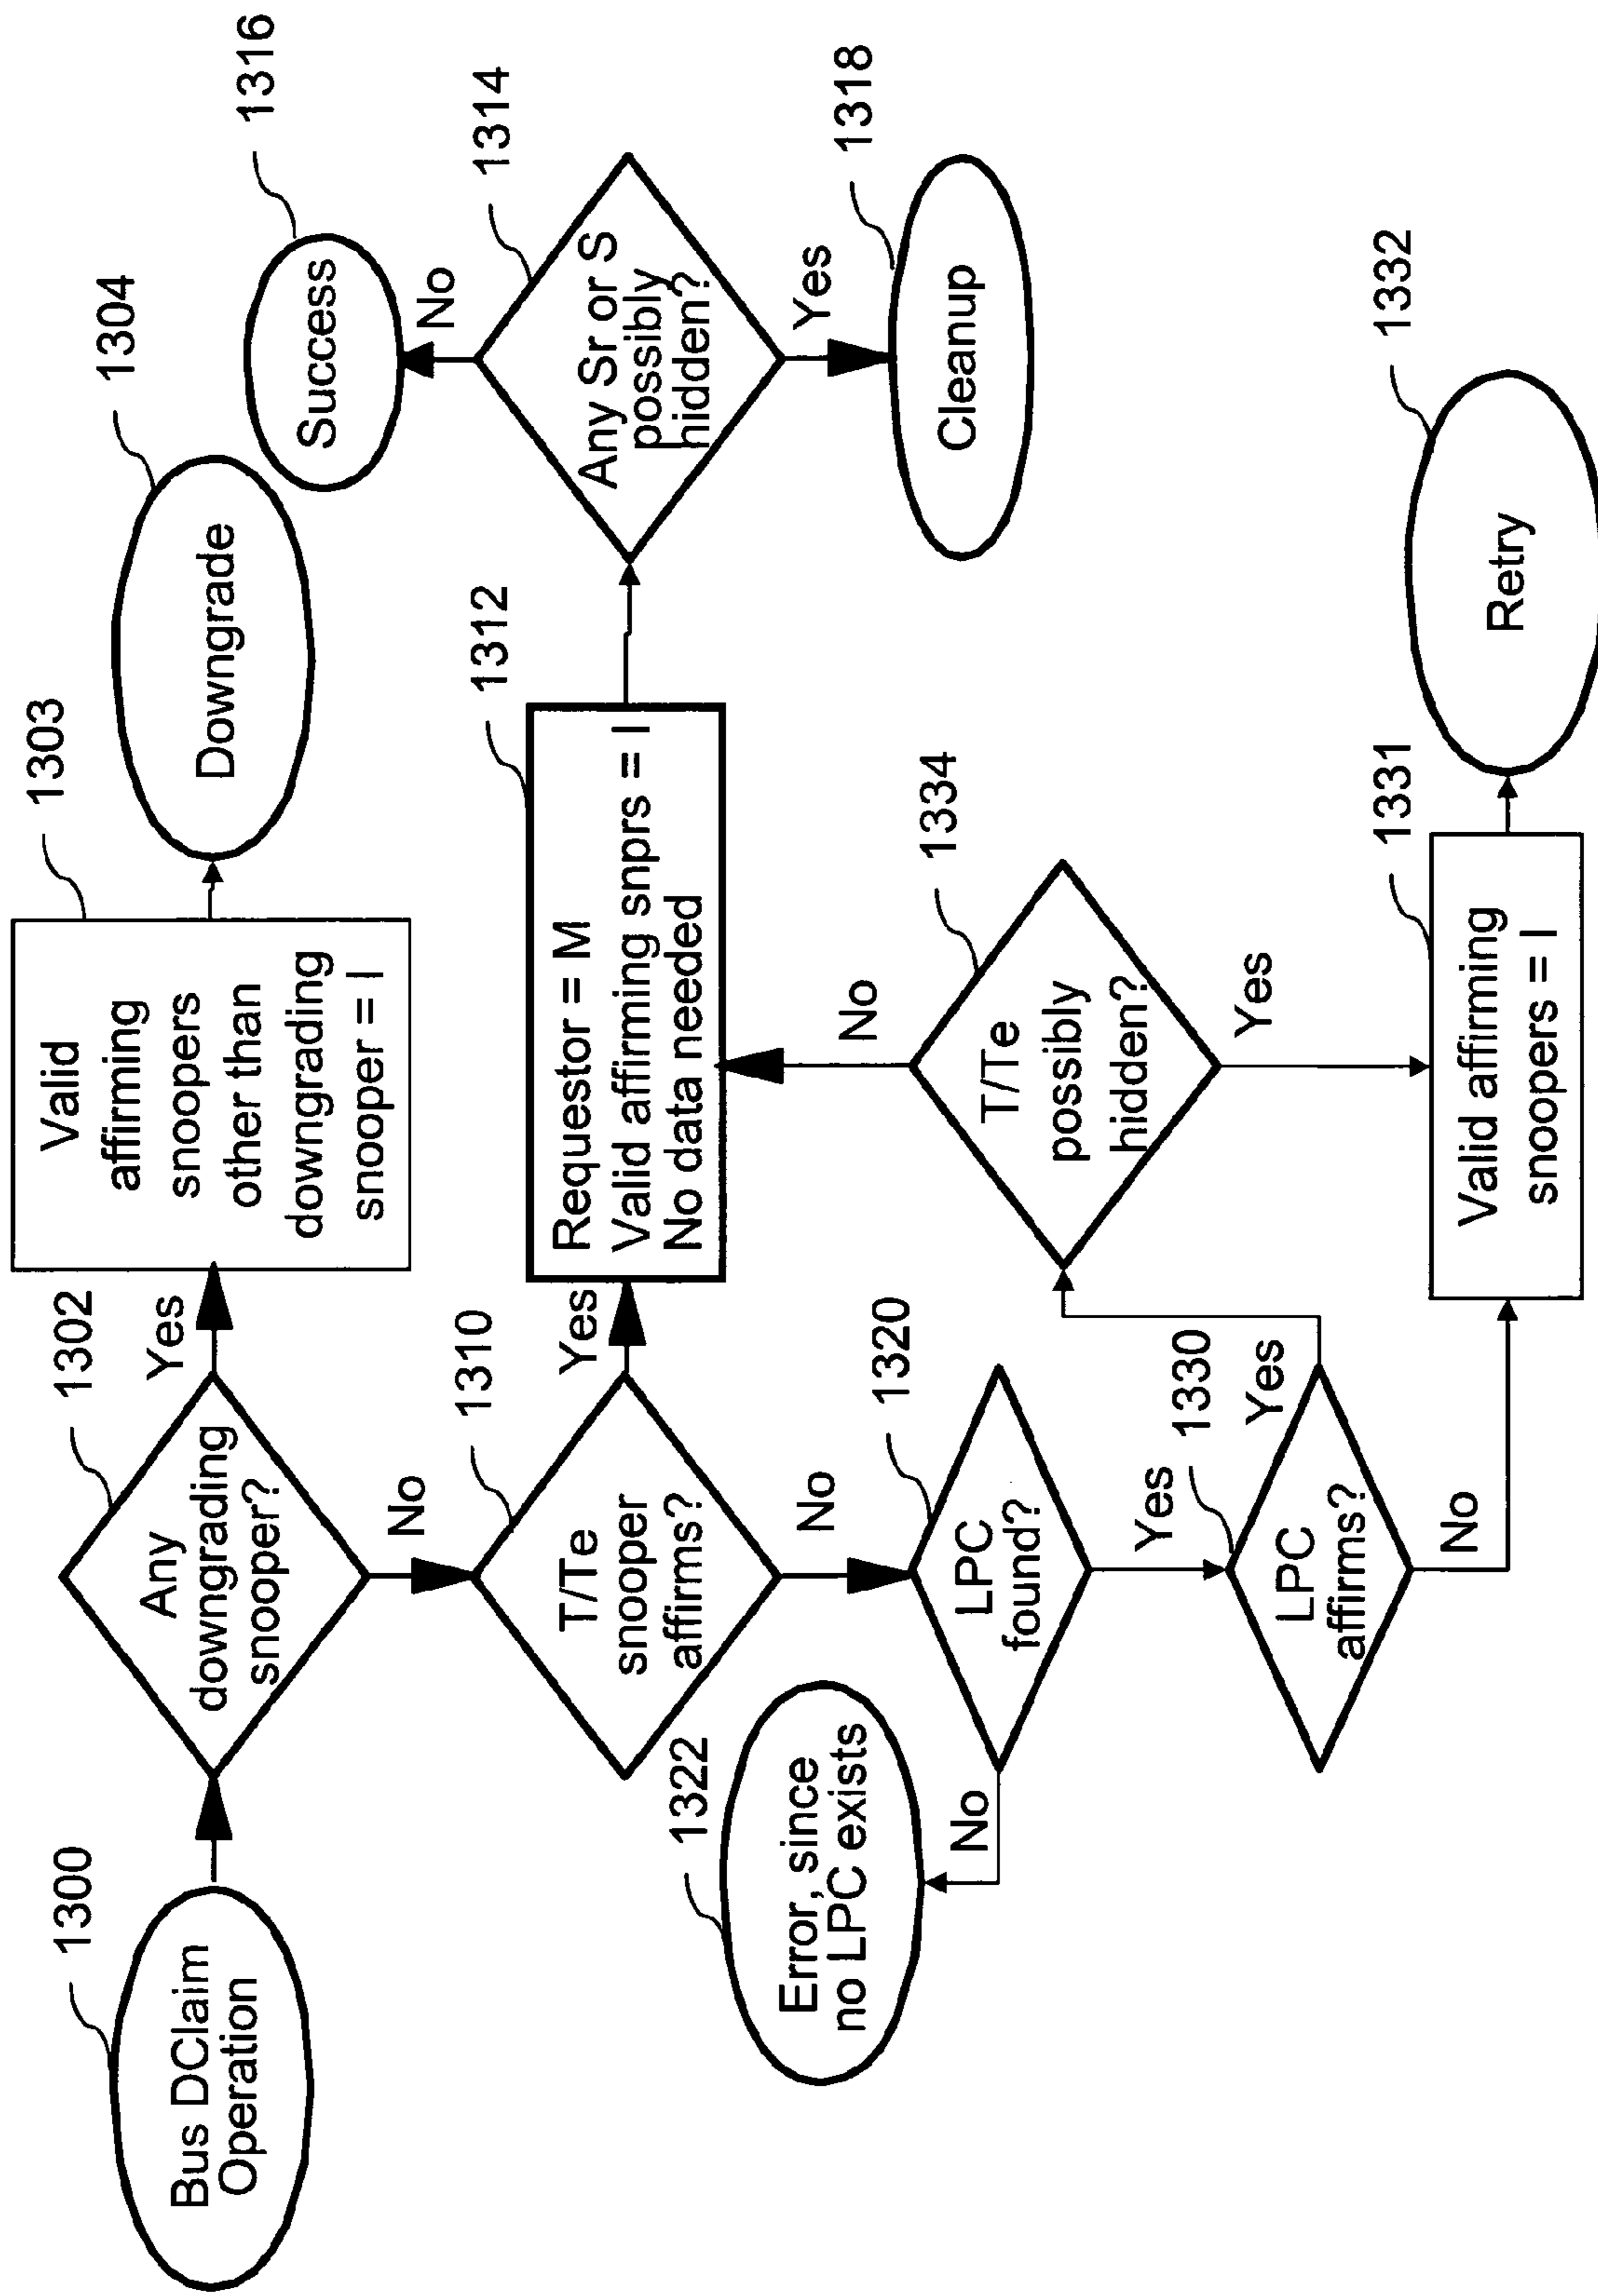 1300
Bus DClaim
Operation
1302
Any
downgrading
snooper?
Yes
No
1303
Valid
affirming
snoopers
other than
downgrading
snooper = I
1304
Downgrade
1310
T/Te
snooper
affirms?
Yes
No
1312
Requestor = M
Valid affirming snprs = I
No data needed
1314
Any Sr or S
possibly
hidden?
No
Yes
1316
Success
1318
Cleanup
1320
LPC
found?
No
Yes
1322
Error, since
no LPC exists
1330
LPC
affirms?
Yes
No
1334
T/Te
possibly
hidden?
No
Yes
1331
Valid affirming
snoopers = I
1332
Retry